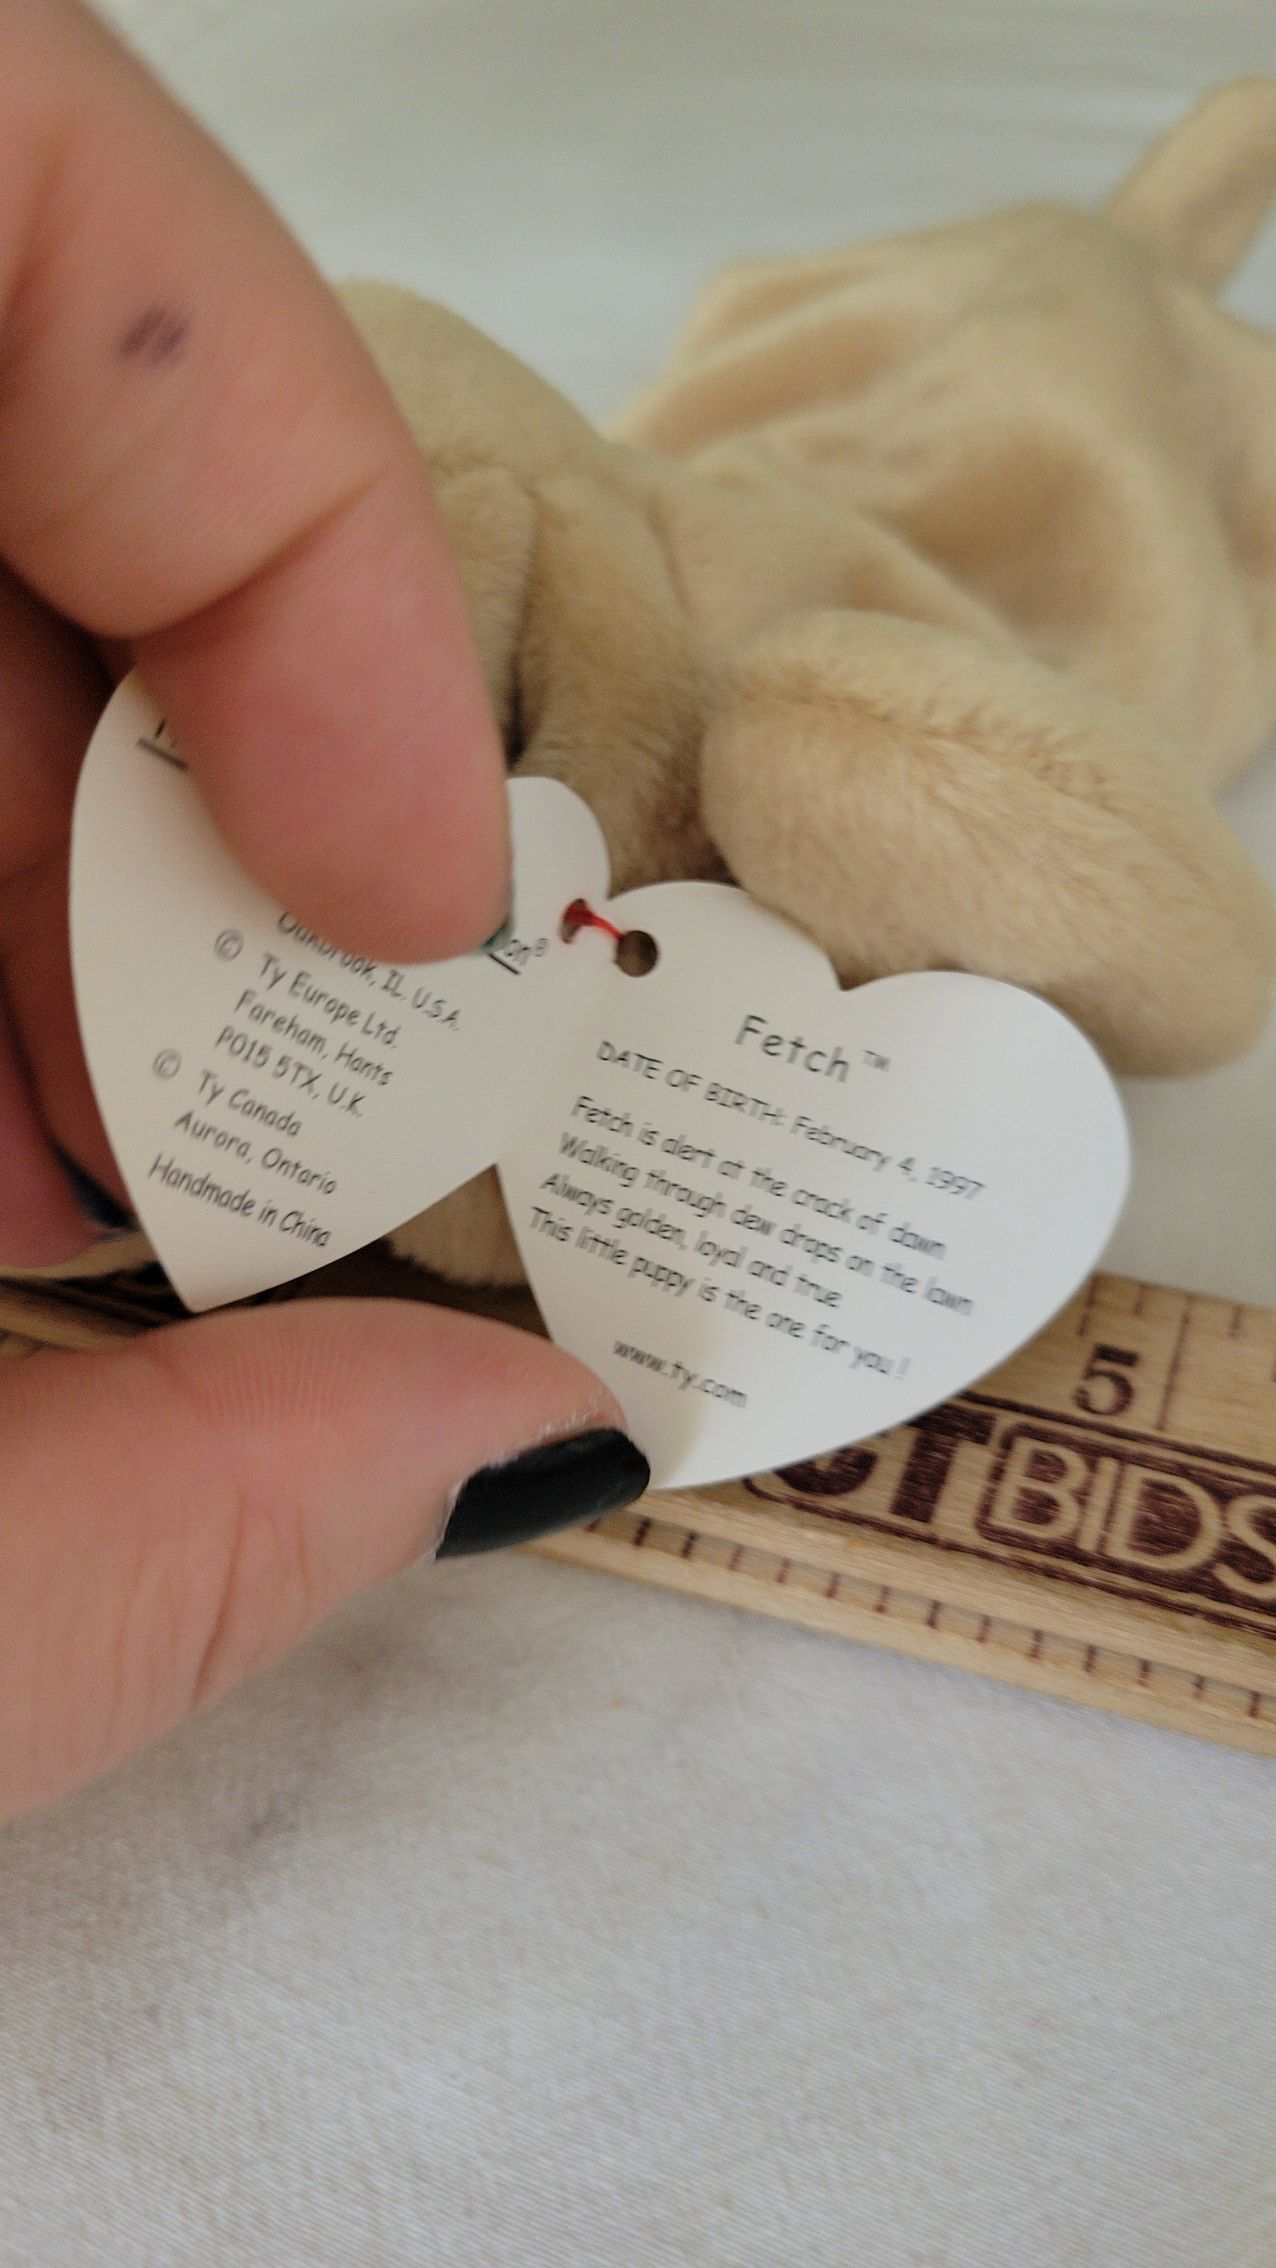 on®
Oakbrook, IL. U.S.A.
© Ty Europe Ltd.
Fareham, Hants
PO15 5TX, U.K.
© Ty Canada
Aurora, Ontario
Handmade in China
Fetch™
DATE OF BIRTH: February 4, 1997
Fetch is alert at the crack of dawn
Walking through dew drops on the lawn
Always golden, loyal and true
This little puppy is the one for you!
www.ty.com
5
CTBIDS